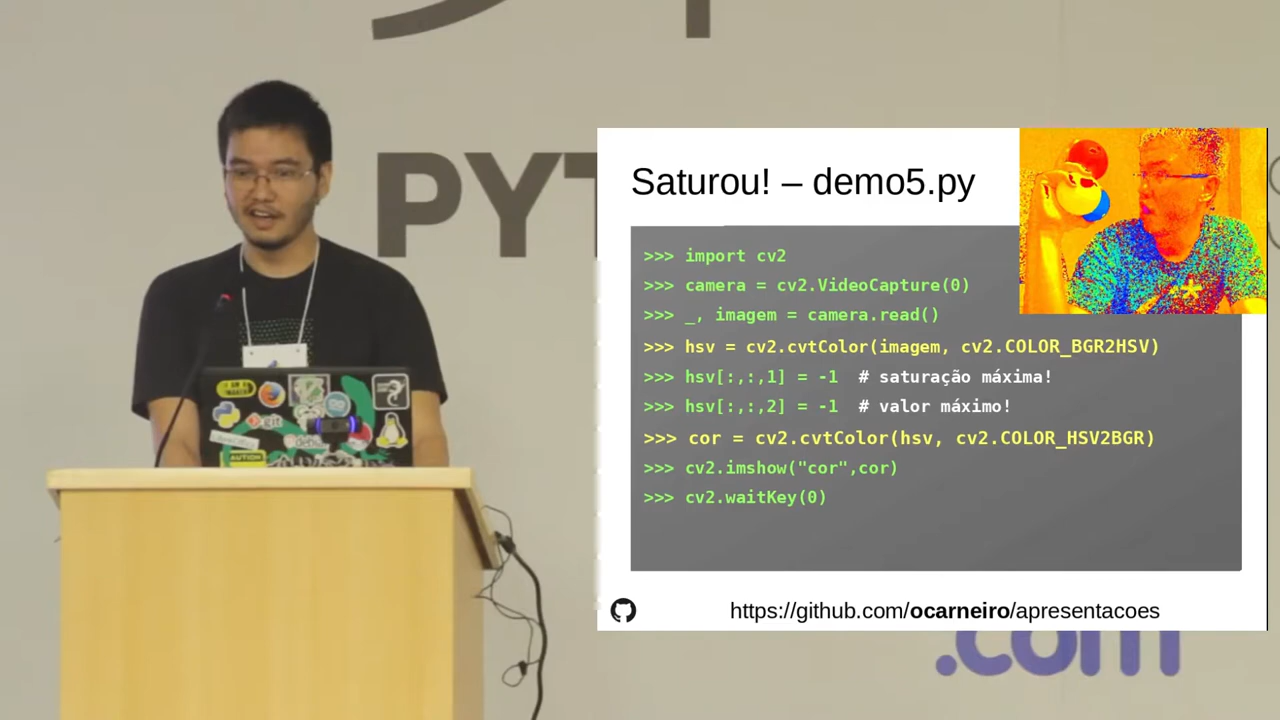 PYT
Saturou! – demo5.py
>>> import cv2
>>> camera = cv2.VideoCapture(0)
>>> _, imagem = camera.read()
>>> hsv = cv2.cvtColor(imagem, cv2.COLOR_BGR2HSV)
>>> hsv[:,:,1] = -1  # saturação máxima!
>>> hsv[:,:,2] = -1  # valor máximo!
>>> cor = cv2.cvtColor(hsv, cv2.COLOR_HSV2BGR)
>>> cv2.imshow("cor",cor)
>>> cv2.waitKey(0)
https://github.com/ocarneiro/apresentacoes
.com
git